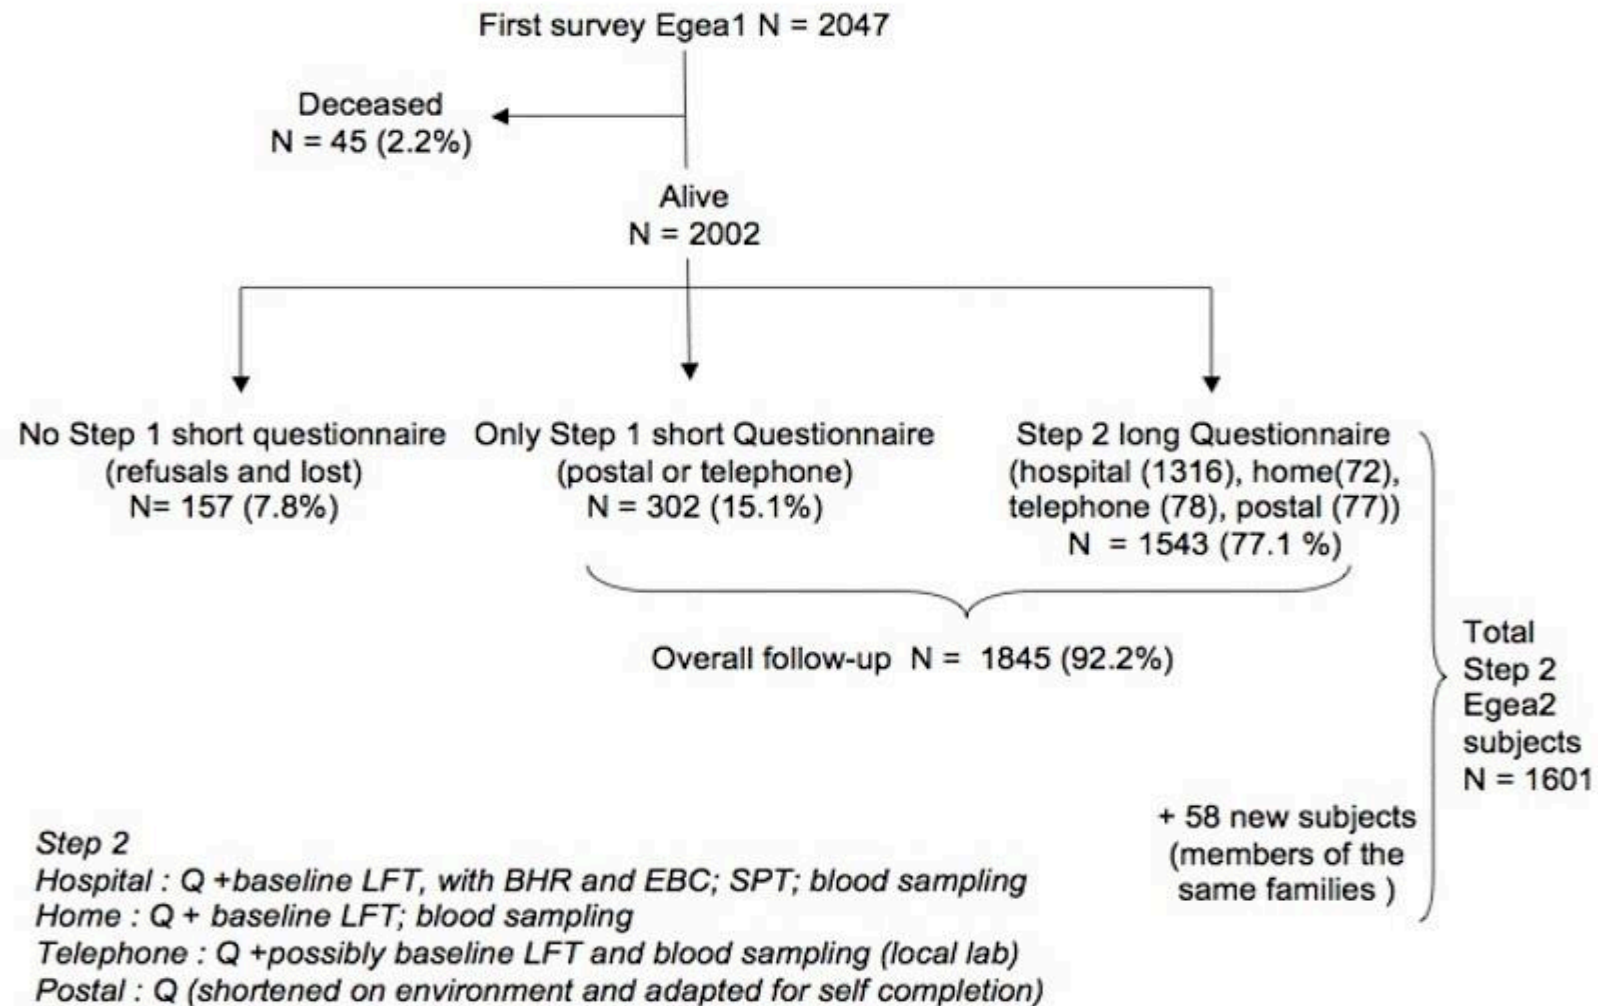 First survey Egea1 N = 2047
Deceased
N = 45 (2.2%)
Alive
N = 2002
No Step 1 short questionnaire
(refusals and lost)
N= 157 (7.8%)
Only Step 1 short Questionnaire
(postal or telephone)
N = 302 (15.1%)
Step 2 long Questionnaire
(hospital (1316), home(72),
telephone (78), postal (77))
N = 1543 (77.1 %)
Overall follow-up N = 1845 (92.2%)
Total
Step 2
Egea2
subjects
N = 1601
+ 58 new subjects
(members of the
same families )
Step 2
Hospital : Q +baseline LFT, with BHR and EBC; SPT; blood sampling
Home : Q + baseline LFT; blood sampling
Telephone : Q +possibly baseline LFT and blood sampling (local lab)
Postal : Q (shortened on environment and adapted for self completion)